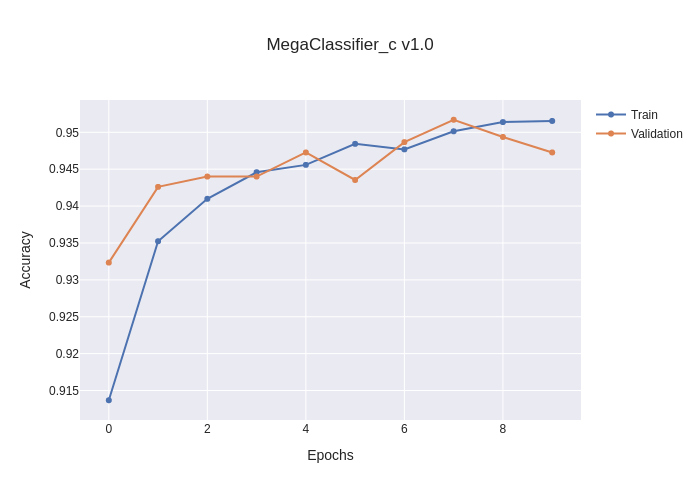 MegaClassifier_c v1.0
Train
Validation
0.95
0.945
0.94
0.935
0.93
0.925
0.92
0.915
Accuracy
0 2 4 6 8
Epochs